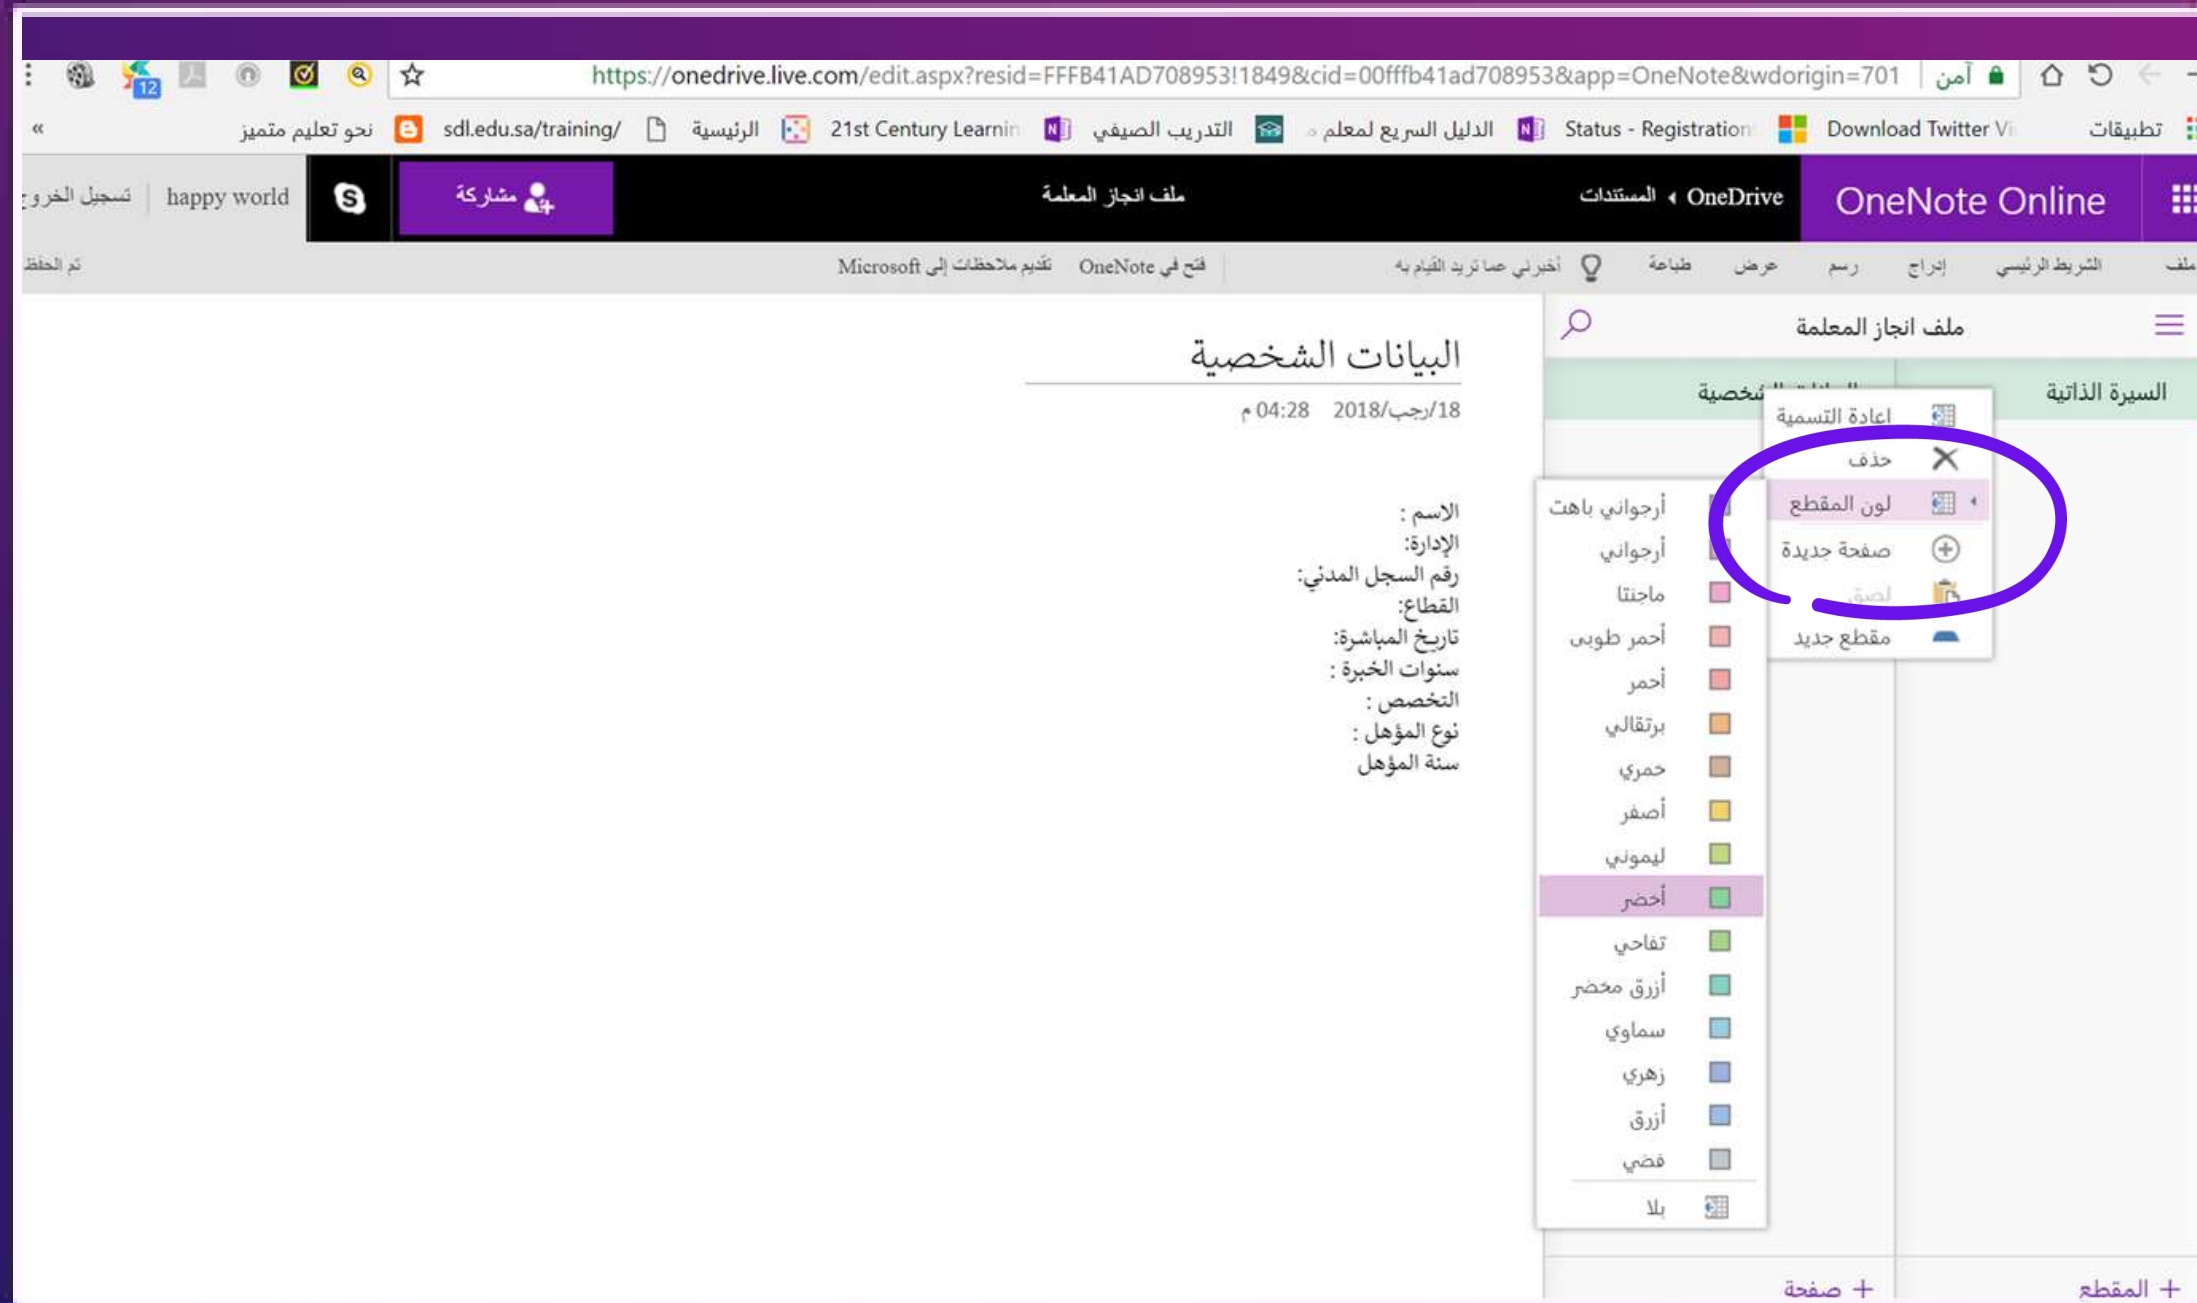 https://onedrive.live.com/edit.aspx?resid=FFFB41AD708953!1849&cid=00fffb41ad708953&app=OneNote&wdorigin=701 آمن
12
تطبيقات Download Twitter Vi Status - Registration الدليل السريع لمعلم التدريب الصيفي 21st Century Learnin الرئيسية sdl.edu.sa/training/ نحو تعليم متميز »
OneNote Online OneDrive المستندات ملف انجاز المعلمة مشاركة happy world تسجيل الخروج
ملف الشريط الرئيسي إدراج رسم عرض طباعة أخبرني عما تريد القيام به فتح في OneNote تقديم ملاحظات إلى Microsoft تم الحفظ
ملف انجاز المعلمة
السيرة الذاتية
اعادة التسمية
حذف
لون المقطع
صفحة جديدة
لصق
مقطع جديد
أرجواني باهت
أرجواني
ماجنتا
أحمر طوبى
أحمر
برتقالي
خمري
أصفر
ليموني
أخضر
تفاحي
أزرق مخضر
سماوي
زهري
أزرق
فضي
بلا
+ المقطع
+ صفحة
البيانات الشخصية
18/رجب/2018 04:28 م
الاسم :
الإدارة:
رقم السجل المدني:
القطاع:
تاريخ المباشرة:
سنوات الخبرة :
التخصص :
نوع المؤهل :
سنة المؤهل